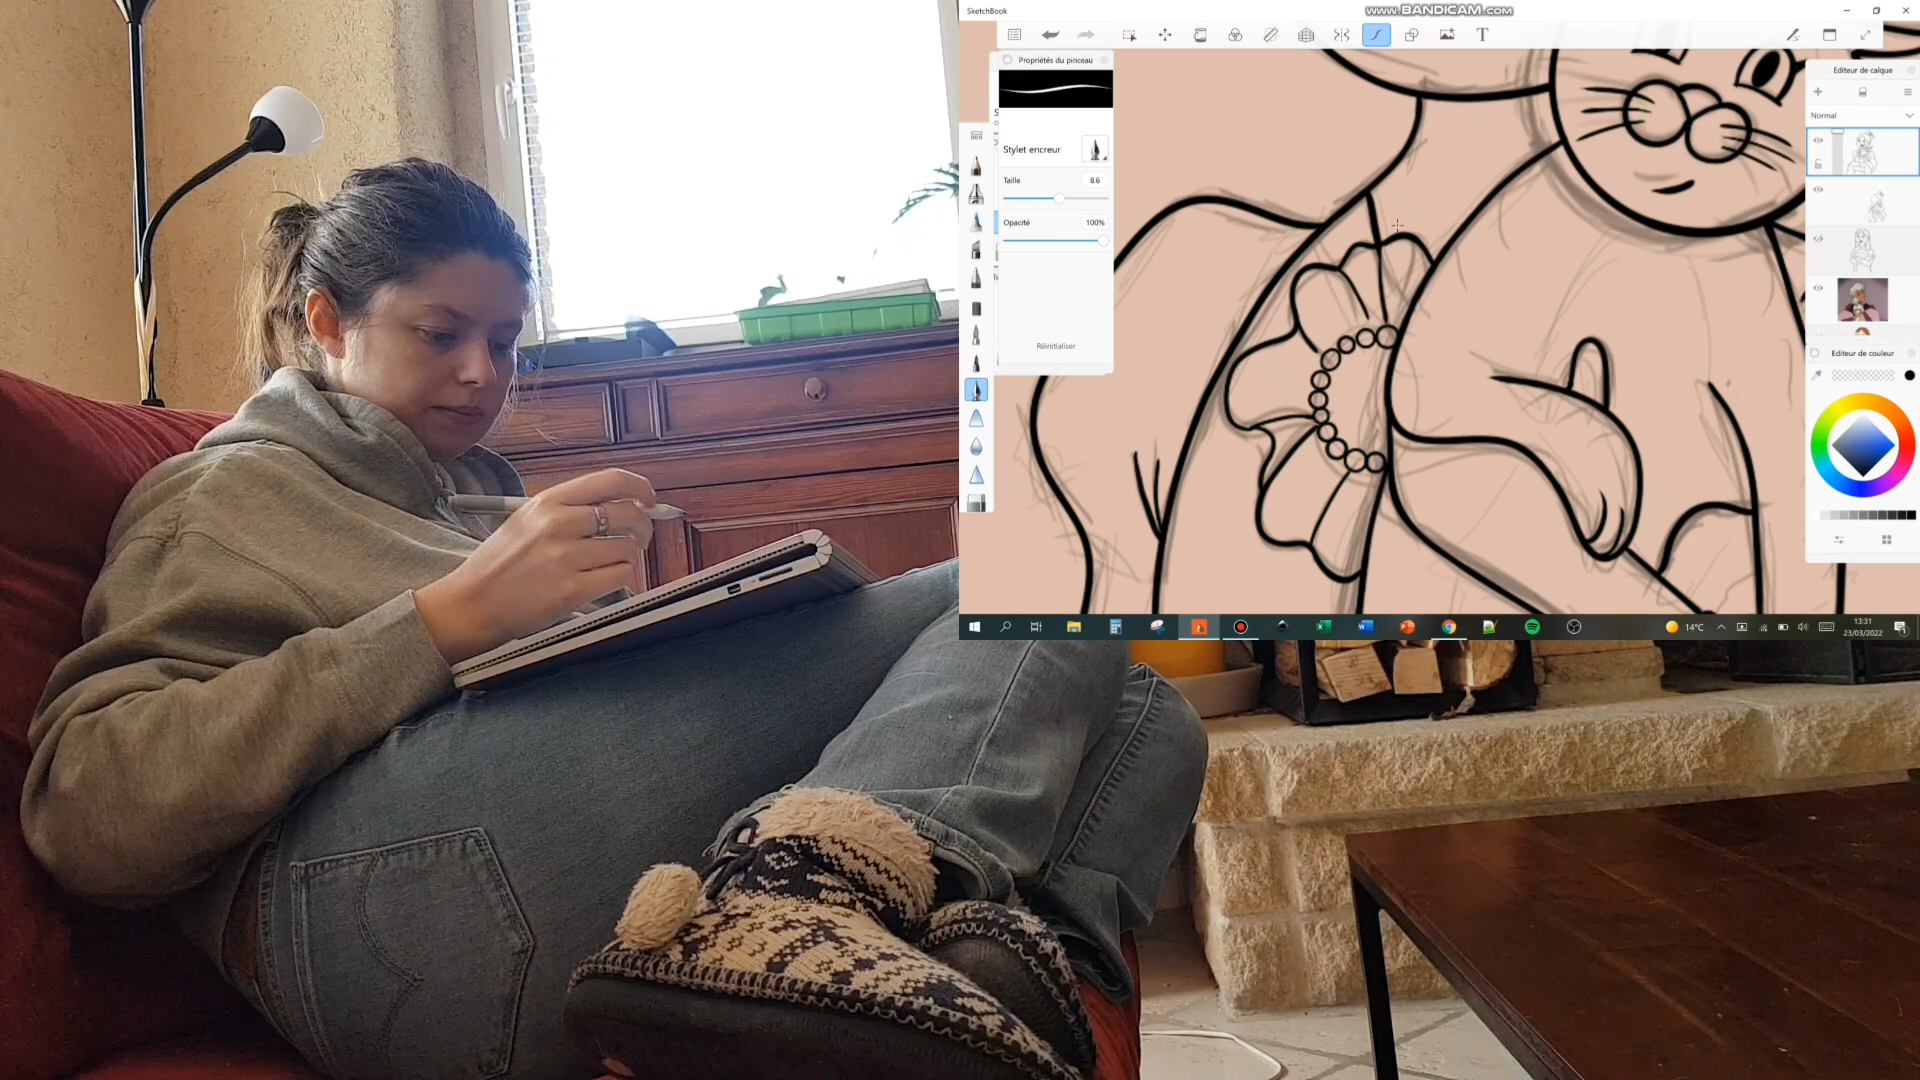 SketchBook
WWW.BANDICAM.COM
Propriétés du pinceau
Stylet encreur
Taille
8.6
Opacité
100%
Réinitialiser
Editeur de calque
Normal
Editeur de couleur
14°C
13:31
23/03/2022